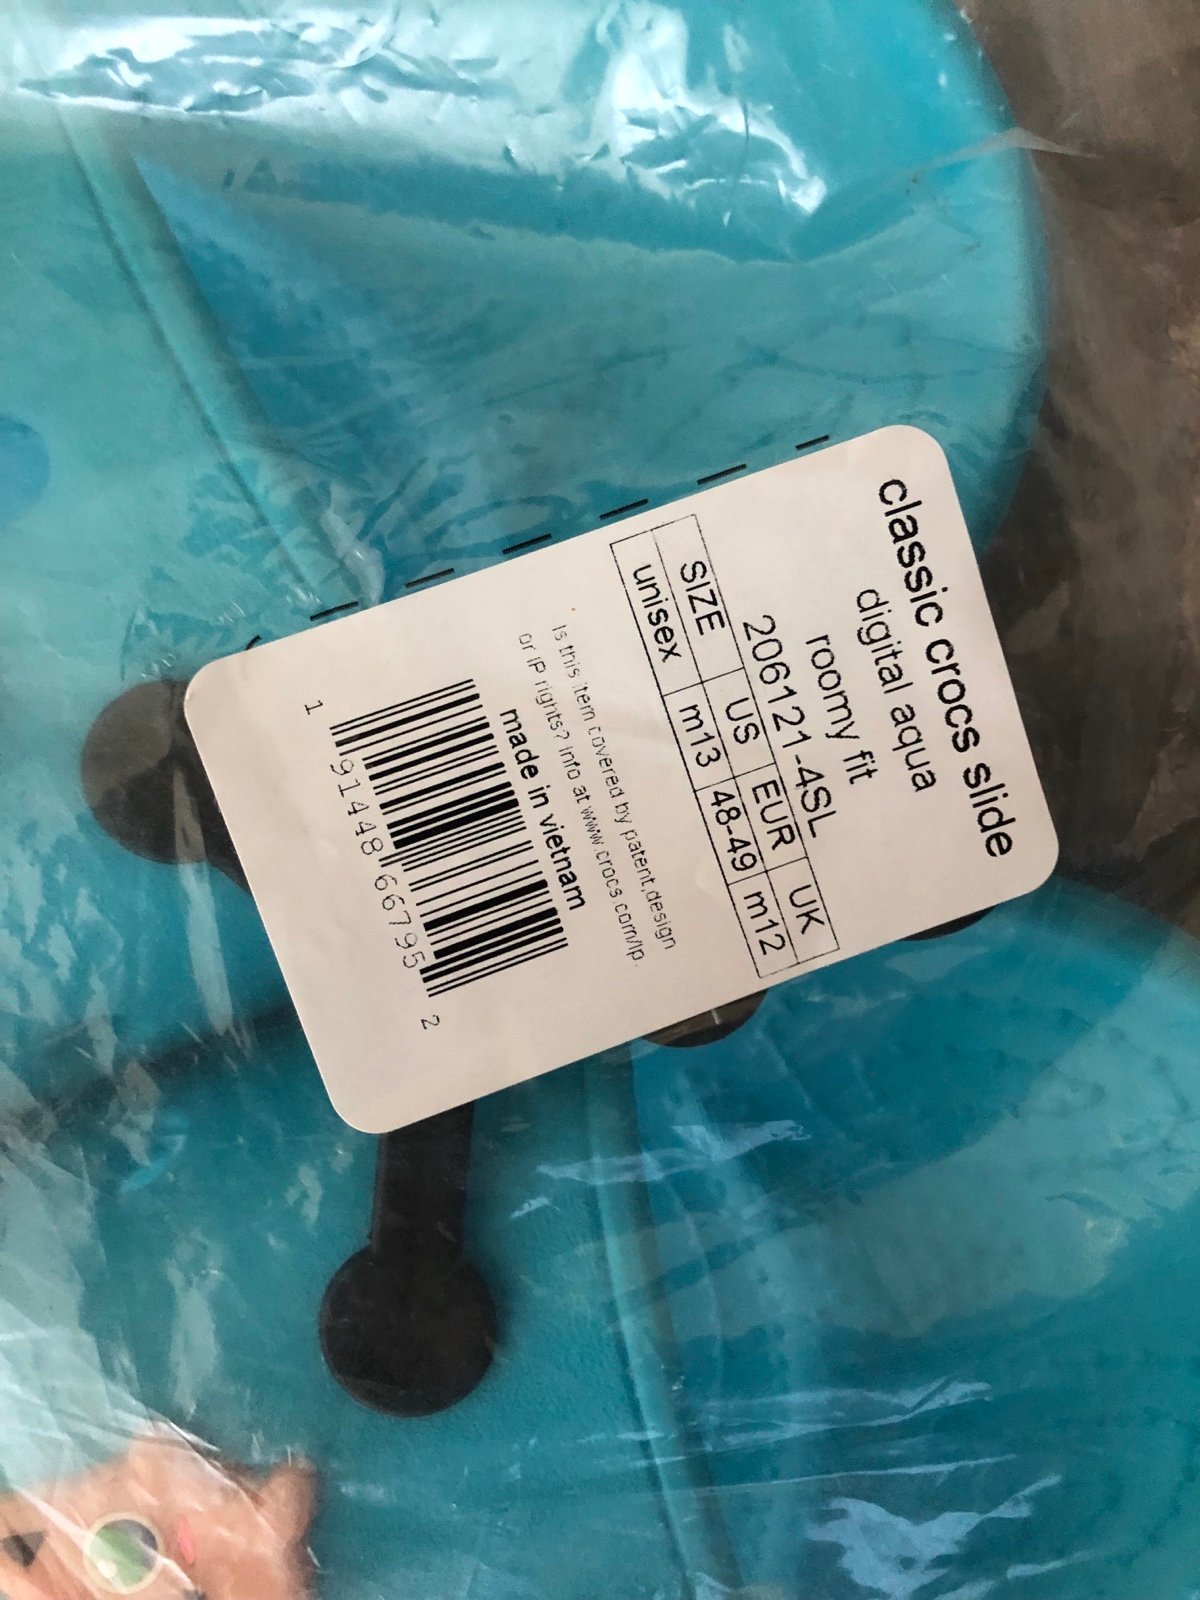 classic crocs slide
digital aqua
roomy fit
206121-4SL
SIZE US EUR UK
unisex m13 48-49 m12
Is this item covered by patent,design
or IP rights? Info at www.crocs.com/ip.
made in vietnam
1 91448 66795 2